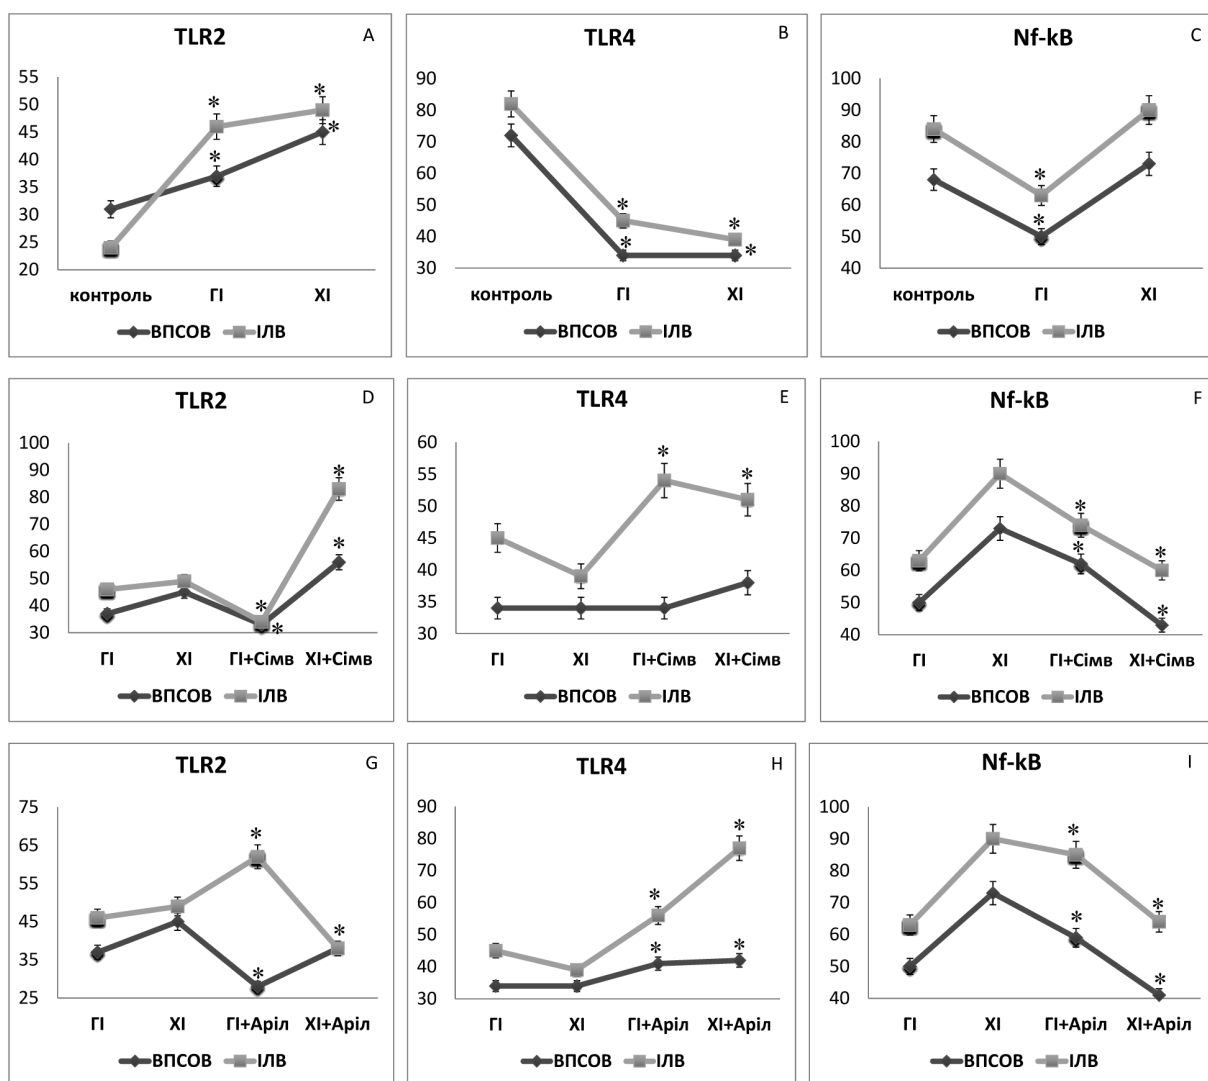 TLR2 A
55
50
45
40
35
30
25
20
контроль ГІ ХІ
ВПСОВ ІЛВ
TLR4 B
90
80
70
60
50
40
30
контроль ГІ ХІ
ВПСОВ ІЛВ
Nf-kB C
100
90
80
70
60
50
40
контроль ГІ ХІ
ВПСОВ ІЛВ
TLR2 D
100
90
80
70
60
50
40
30
ГІ ХІ ГІ+Сімв ХІ+Сімв
ВПСОВ ІЛВ
TLR4 E
60
55
50
45
40
35
30
ГІ ХІ ГІ+Сімв ХІ+Сімв
ВПСОВ ІЛВ
Nf-kB F
100
90
80
70
60
50
40
ГІ ХІ ГІ+Сімв ХІ+Сімв
ВПСОВ ІЛВ
TLR2 G
75
65
55
45
35
25
ГІ ХІ ГІ+Аріл ХІ+Аріл
ВПСОВ ІЛВ
TLR4 H
90
80
70
60
50
40
30
ГІ ХІ ГІ+Аріл ХІ+Аріл
ВПСОВ ІЛВ
Nf-kB I
100
90
80
70
60
50
40
ГІ ХІ ГІ+Аріл ХІ+Аріл
ВПСОВ ІЛВ